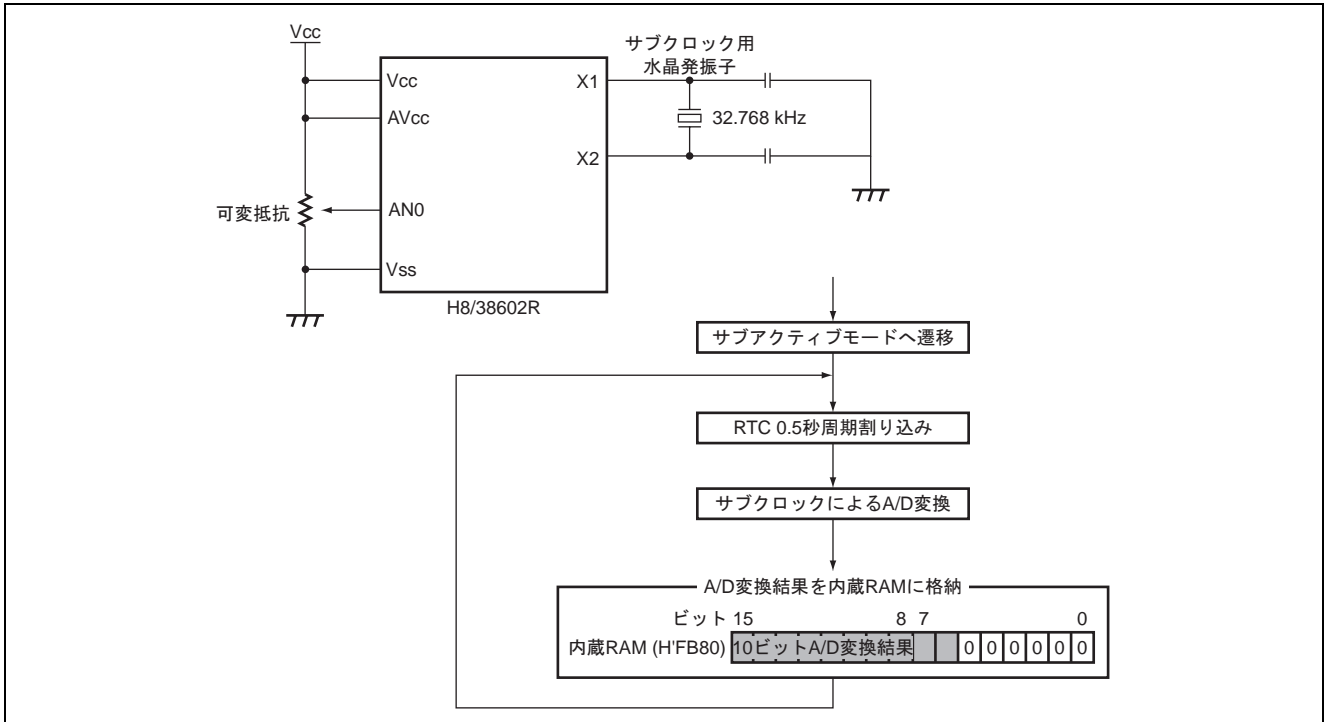 Vcc
サブクロック用
水晶発振子
Vcc
X1
AVcc
32.768 kHz
X2
可変抵抗
AN0
Vss
H8/38602R
サブアクティブモードへ遷移
RTC 0.5秒周期割り込み
サブクロックによるA/D変換
A/D変換結果を内蔵RAMに格納
ビット 15 8 7 0
内蔵RAM (H'FB80) 10ビットA/D変換結果 0 0 0 0 0 0